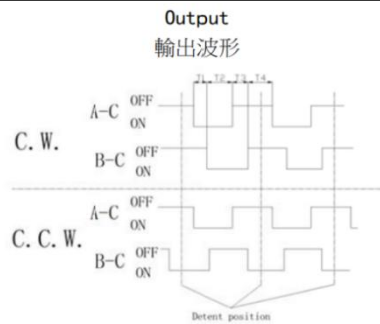 Output
輸出波形
T1 T2 T3 T4
A-C OFF
ON
C.W.
B-C OFF
ON
A-C OFF
ON
C.C.W.
B-C OFF
ON
Detent position